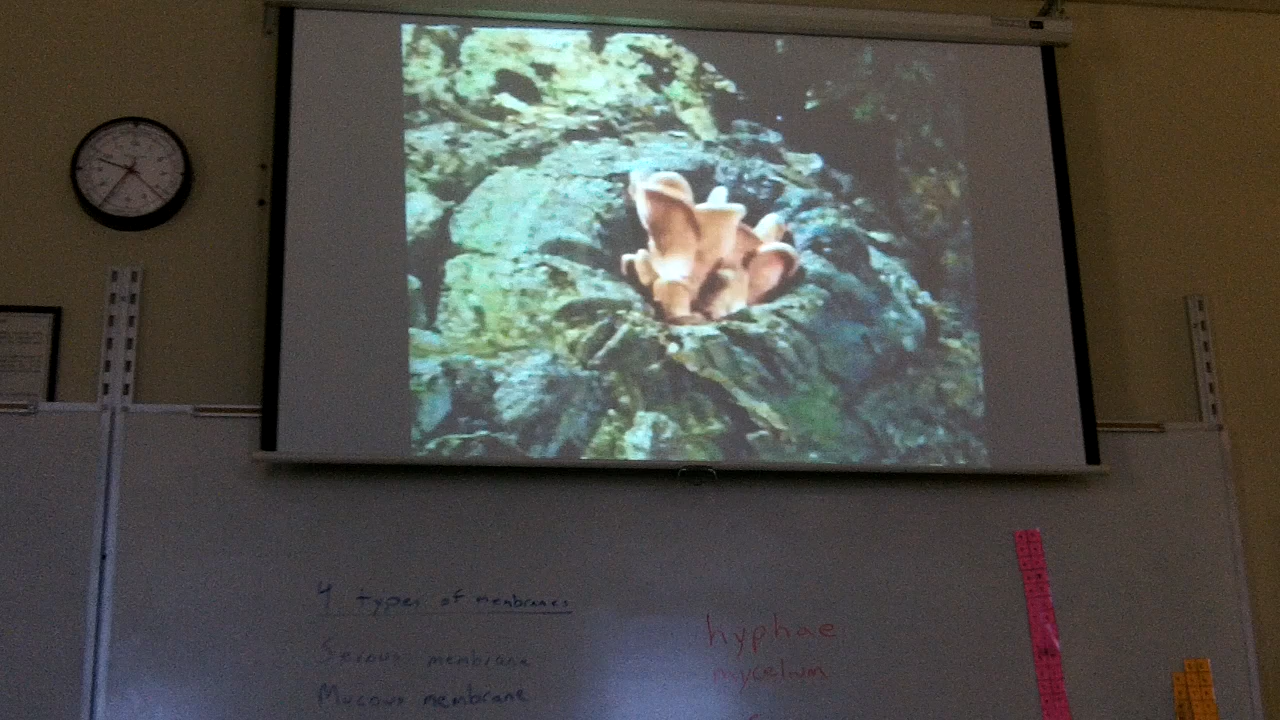 4 types of membranes
Serous membrane
Mucous membrane
hyphae
mycelium